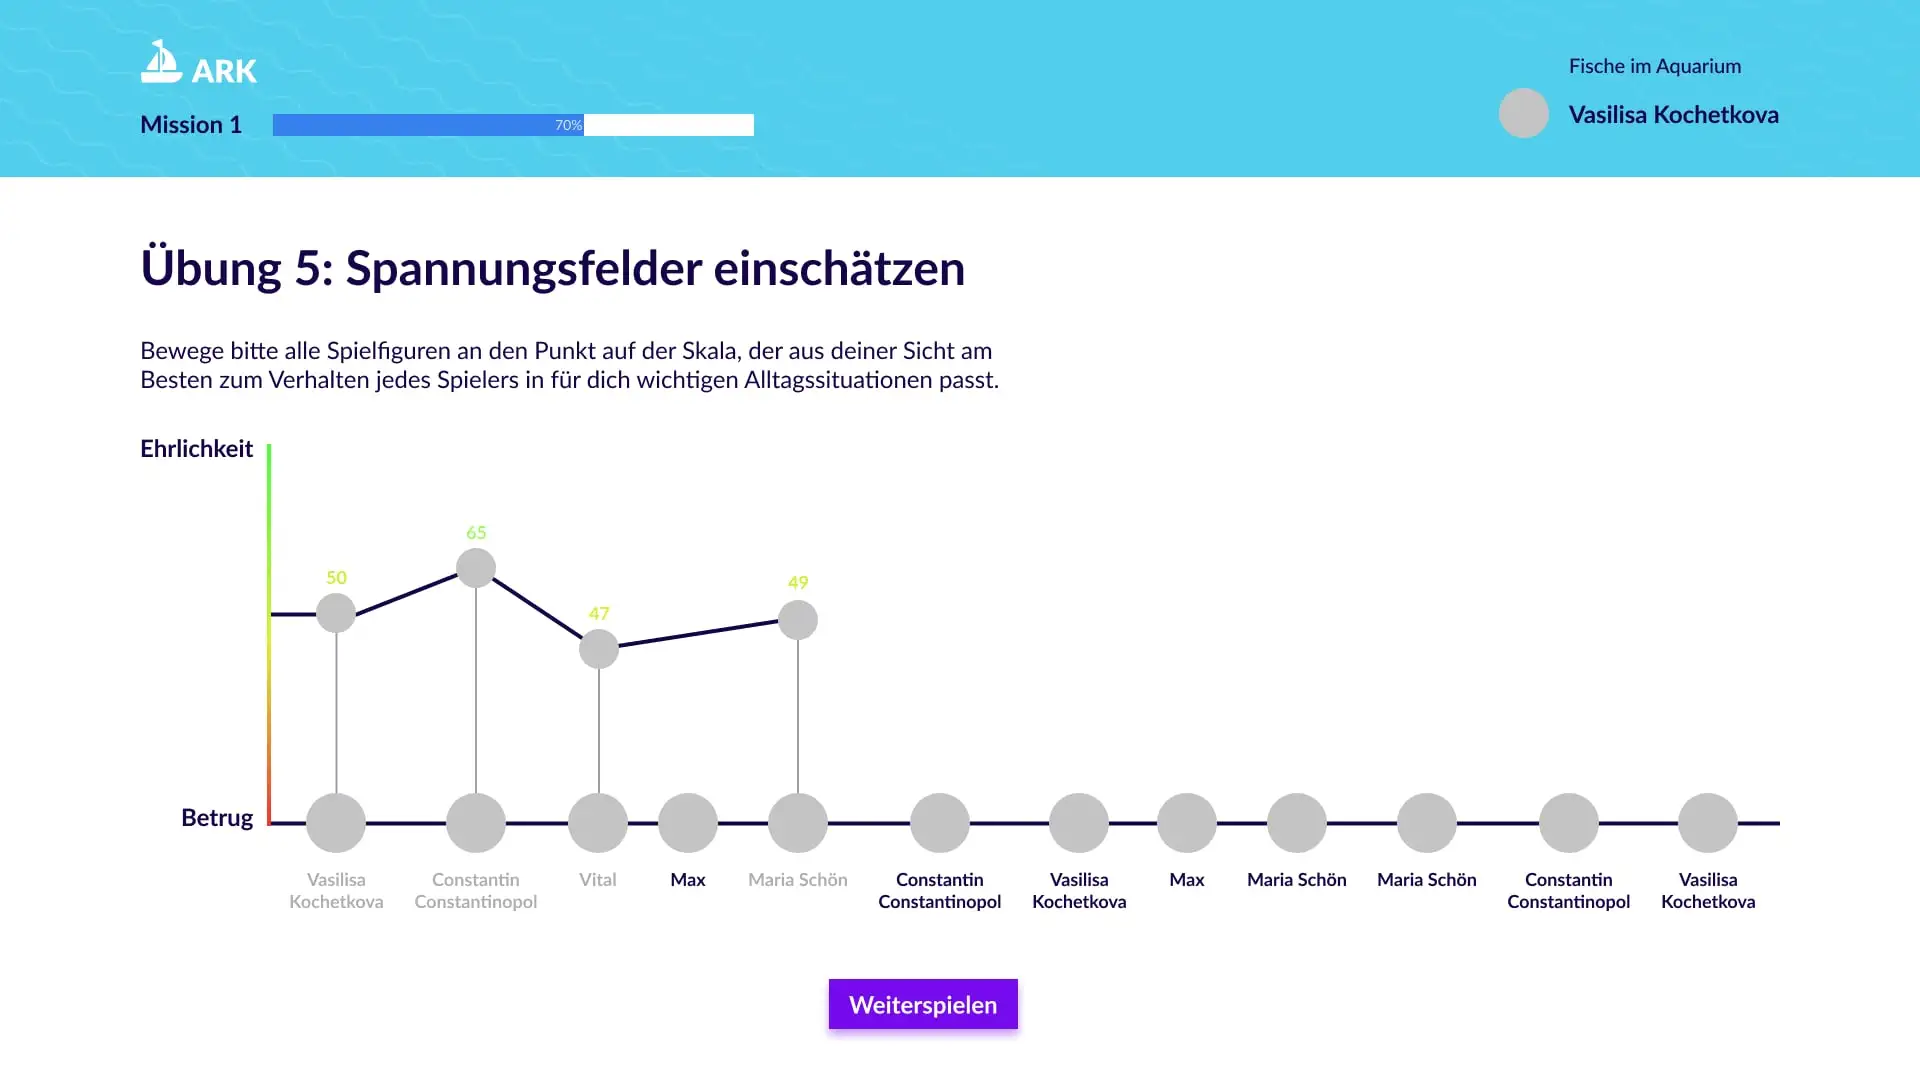 ARK
Fische im Aquarium
Mission 1
70%
Vasilisa Kochetkova
Übung 5: Spannungsfelder einschätzen
Bewege bitte alle Spielfiguren an den Punkt auf der Skala, der aus deiner Sicht am
Besten zum Verhalten jedes Spielers in für dich wichtigen Alltagssituationen passt.
Ehrlichkeit
65
50
49
47
Betrug
Vasilisa
Kochetkova
Constantin
Constantinopol
Vital
Max
Maria Schön
Constantin
Constantinopol
Vasilisa
Kochetkova
Max
Maria Schön
Maria Schön
Constantin
Constantinopol
Vasilisa
Kochetkova
Weiterspielen